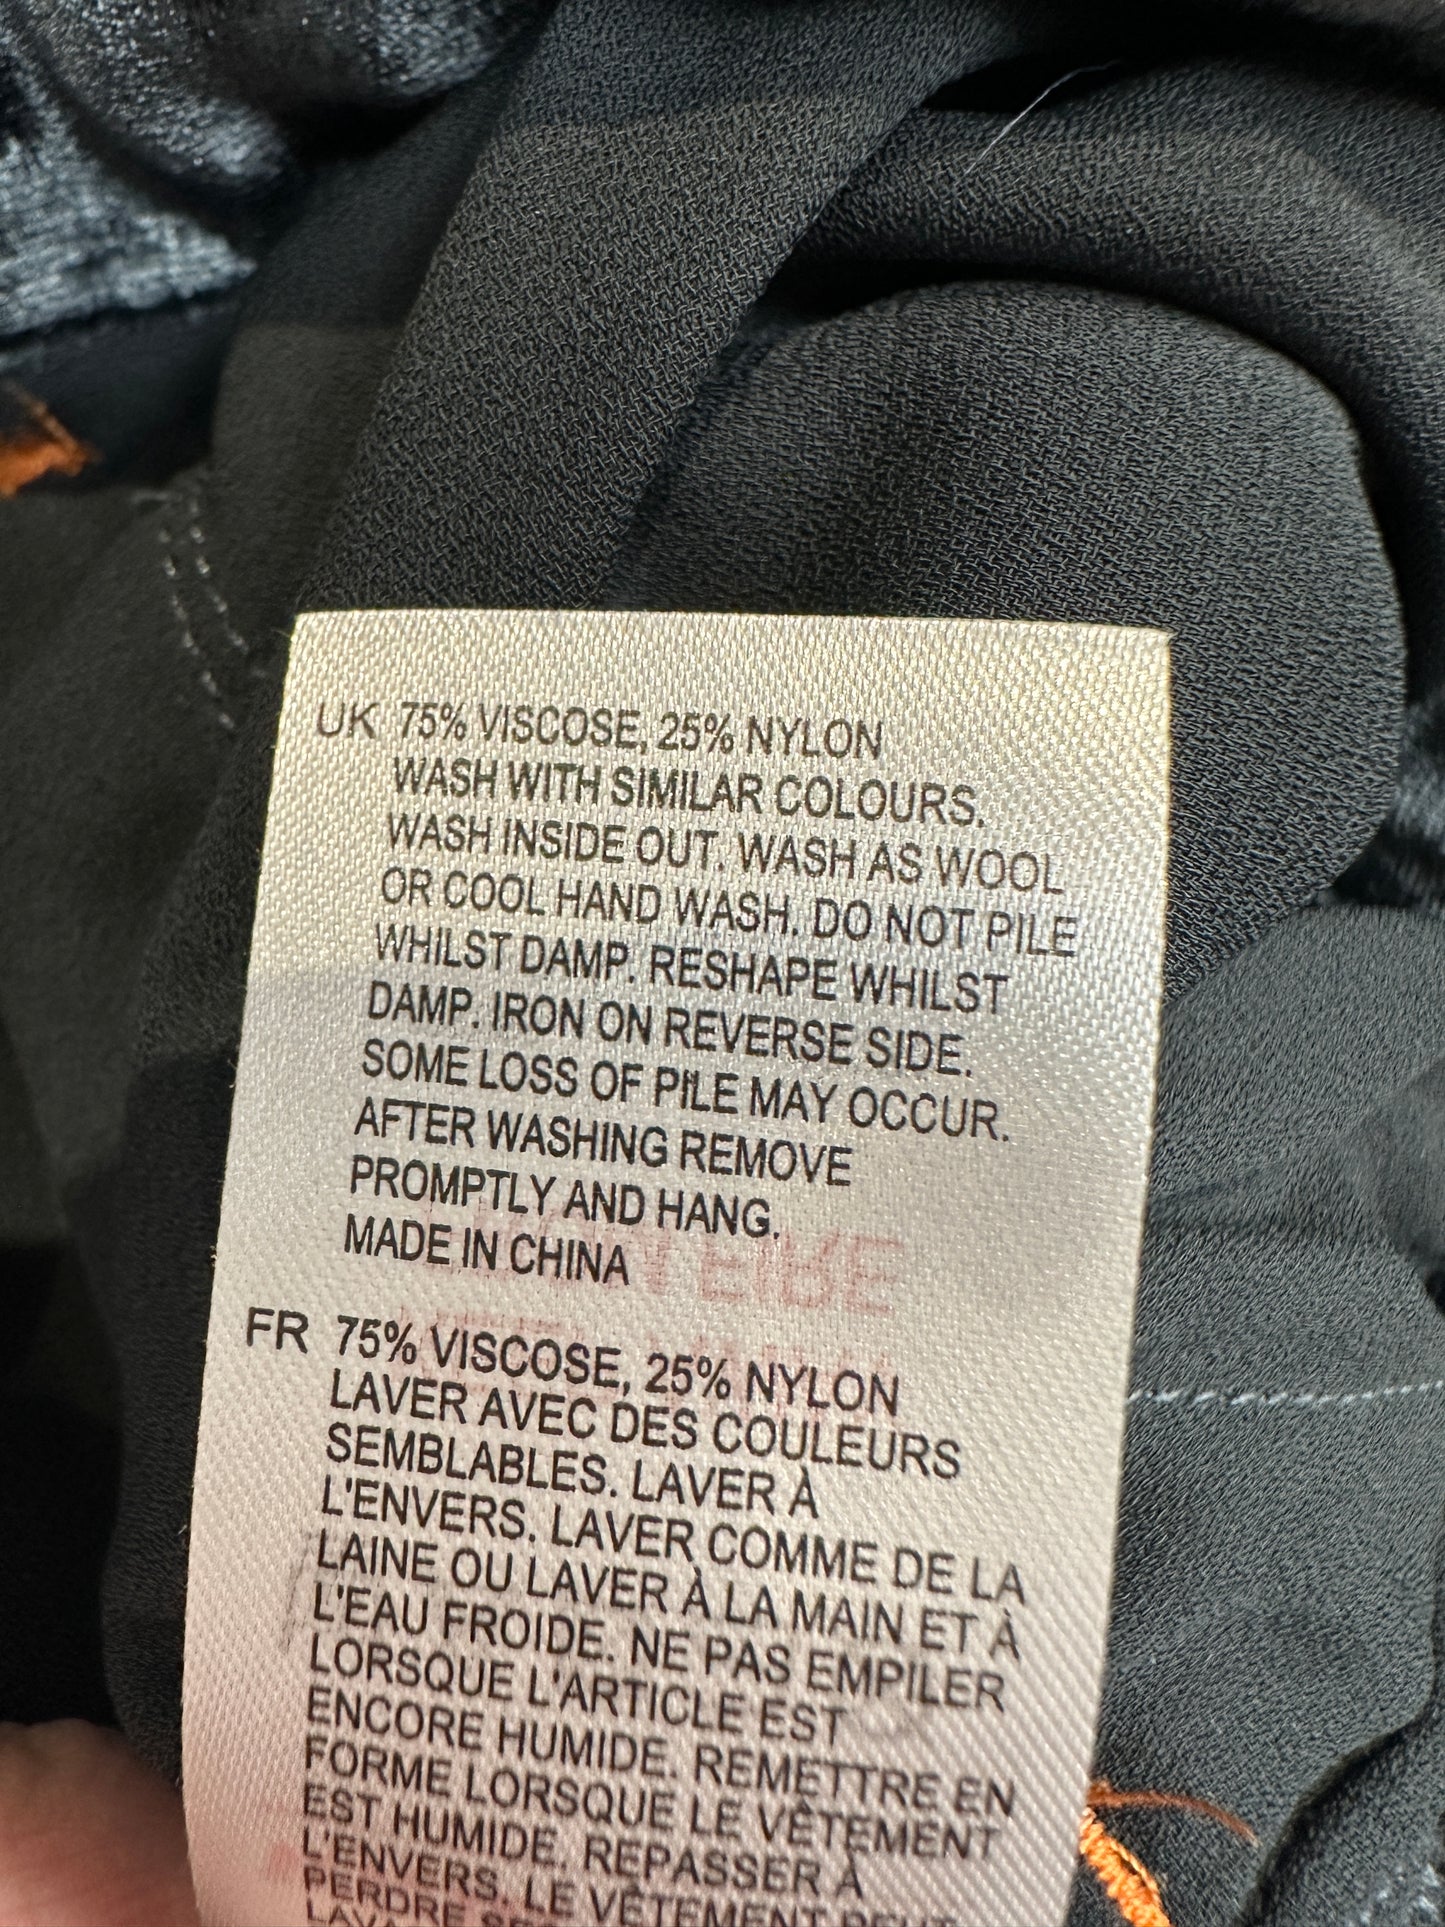 UK 75% VISCOSE, 25% NYLON
WASH WITH SIMILAR COLOURS.
WASH INSIDE OUT. WASH AS WOOL
OR COOL HAND WASH. DO NOT PILE
WHILST DAMP. RESHAPE WHILST
DAMP. IRON ON REVERSE SIDE.
SOME LOSS OF PILE MAY OCCUR.
AFTER WASHING REMOVE
PROMPTLY AND HANG.
MADE IN CHINA
FR 75% VISCOSE, 25% NYLON
LAVER AVEC DES COULEURS
SEMBLABLES. LAVER À
L'ENVERS. LAVER COMME DE LA
LAINE OU LAVER À LA MAIN ET À
L'EAU FROIDE. NE PAS EMPILER
LORSQUE L'ARTICLE EST
ENCORE HUMIDE. REMETTRE EN
FORME LORSQUE LE VÊTEMENT
EST HUMIDE. REPASSER À
L'ENVERS. LE VÊTEMENT PEUT
PERDRE